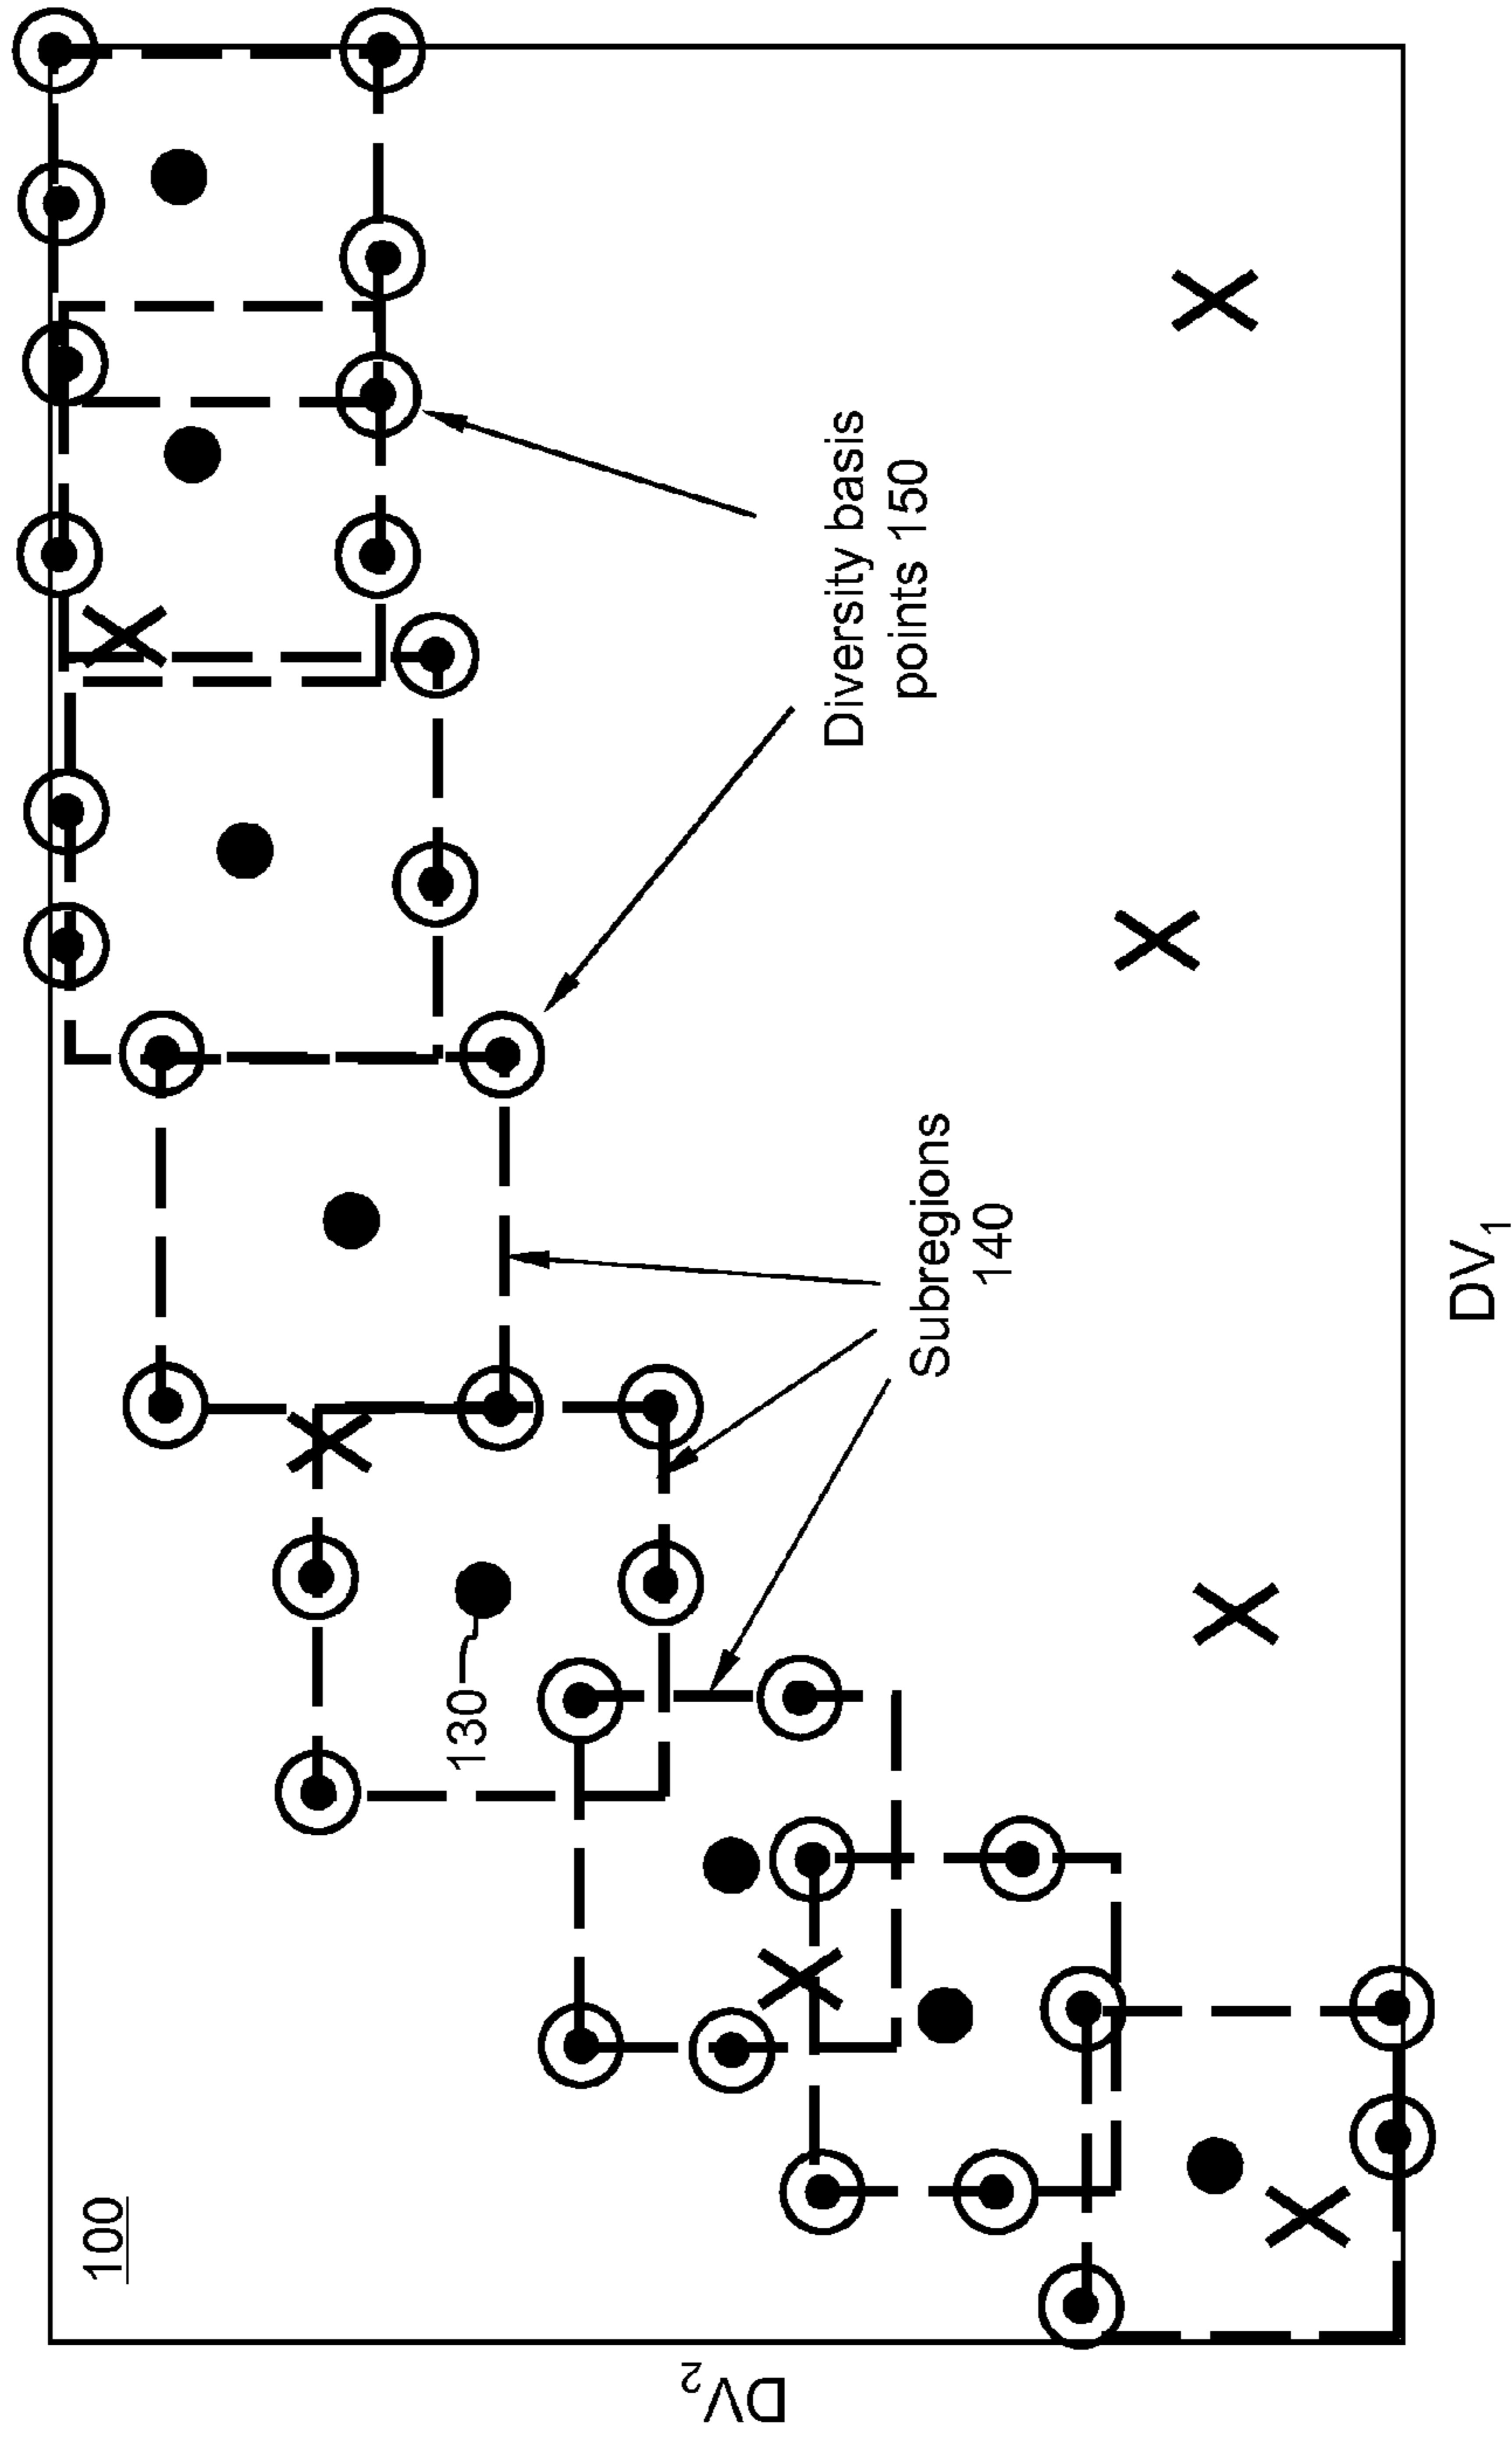 100
DV2
130
Subregions
140
Diversity basis
points 150
DV1